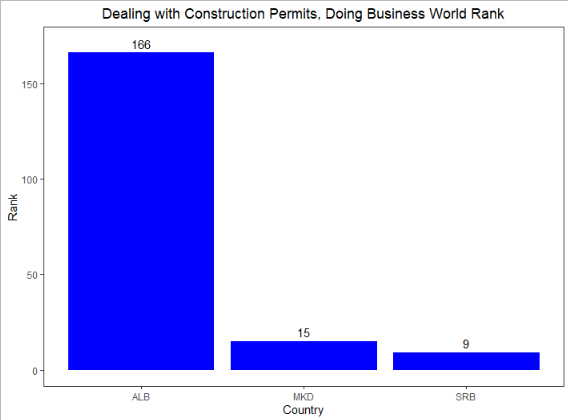 Dealing with Construction Permits, Doing Business World Rank
166
150
100
Rank
50
15
9
0
ALB MKD SRB
Country